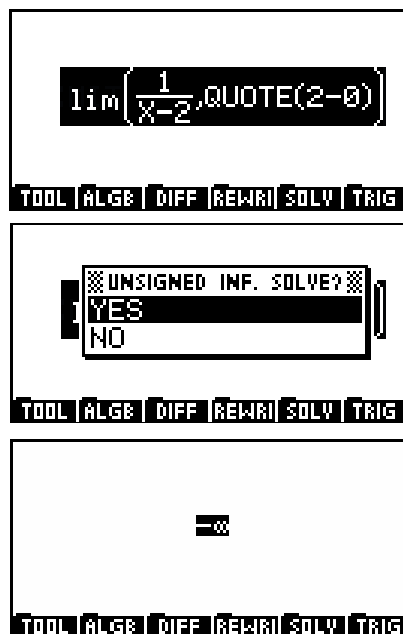 lim(1/X-2,QUOTE(2-0))
TOOL ALGB DIFF REWRI SOLV TRIG
UNSIGNED INF. SOLVE?
YES
NO
TOOL ALGB DIFF REWRI SOLV TRIG
-∞
TOOL ALGB DIFF REWRI SOLV TRIG